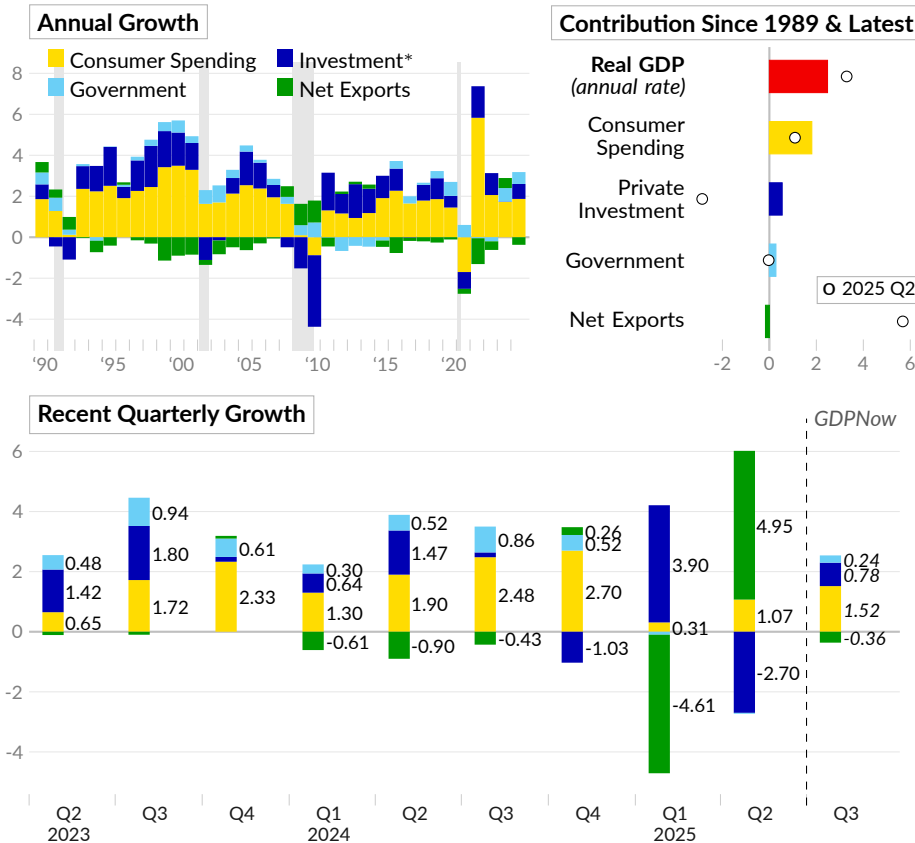 Annual Growth
Consumer Spending
Investment*
Government
Net Exports
8
6
4
2
0
-2
-4
‘90
‘95
‘00
‘05
‘10
‘15
‘20
Contribution Since 1989 & Latest
Real GDP
(annual rate)
Consumer
Spending
Private
Investment
Government
Net Exports
o 2025 Q2
-2
0
2
4
6
Recent Quarterly Growth
GDPNow
6
4
2
0
-2
-4
0.48
1.42
0.65
0.94
1.80
1.72
0.61
2.33
0.30
0.64
1.30
-0.61
0.52
1.47
1.90
-0.90
0.86
2.48
-0.43
0.26
0.52
2.70
-1.03
3.90
0.31
-4.61
4.95
1.07
-2.70
0.24
0.78
1.52
-0.36
Q2
2023
Q3
Q4
Q1
2024
Q2
Q3
Q4
Q1
2025
Q2
Q3